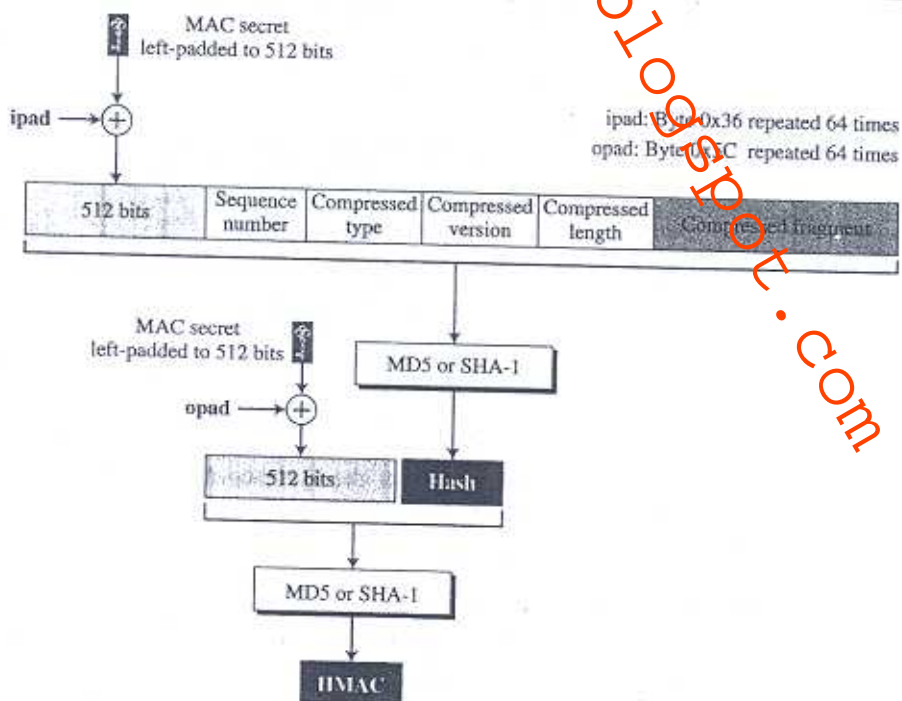 MAC secret
left-padded to 512 bits
ipad
ipad: Byte 0x36 repeated 64 times
opad: Byte 0x5C repeated 64 times
512 bits
Sequence
number
Compressed
type
Compressed
version
Compressed
length
Compressed fragment
MAC secret
left-padded to 512 bits
MD5 or SHA-1
opad
512 bits
Hash
MD5 or SHA-1
HMAC
logspot.com